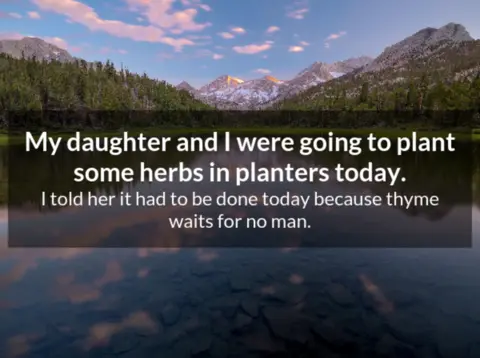 My daughter and I were going to plant
some herbs in planters today.
I told her it had to be done today because thyme
waits for no man.